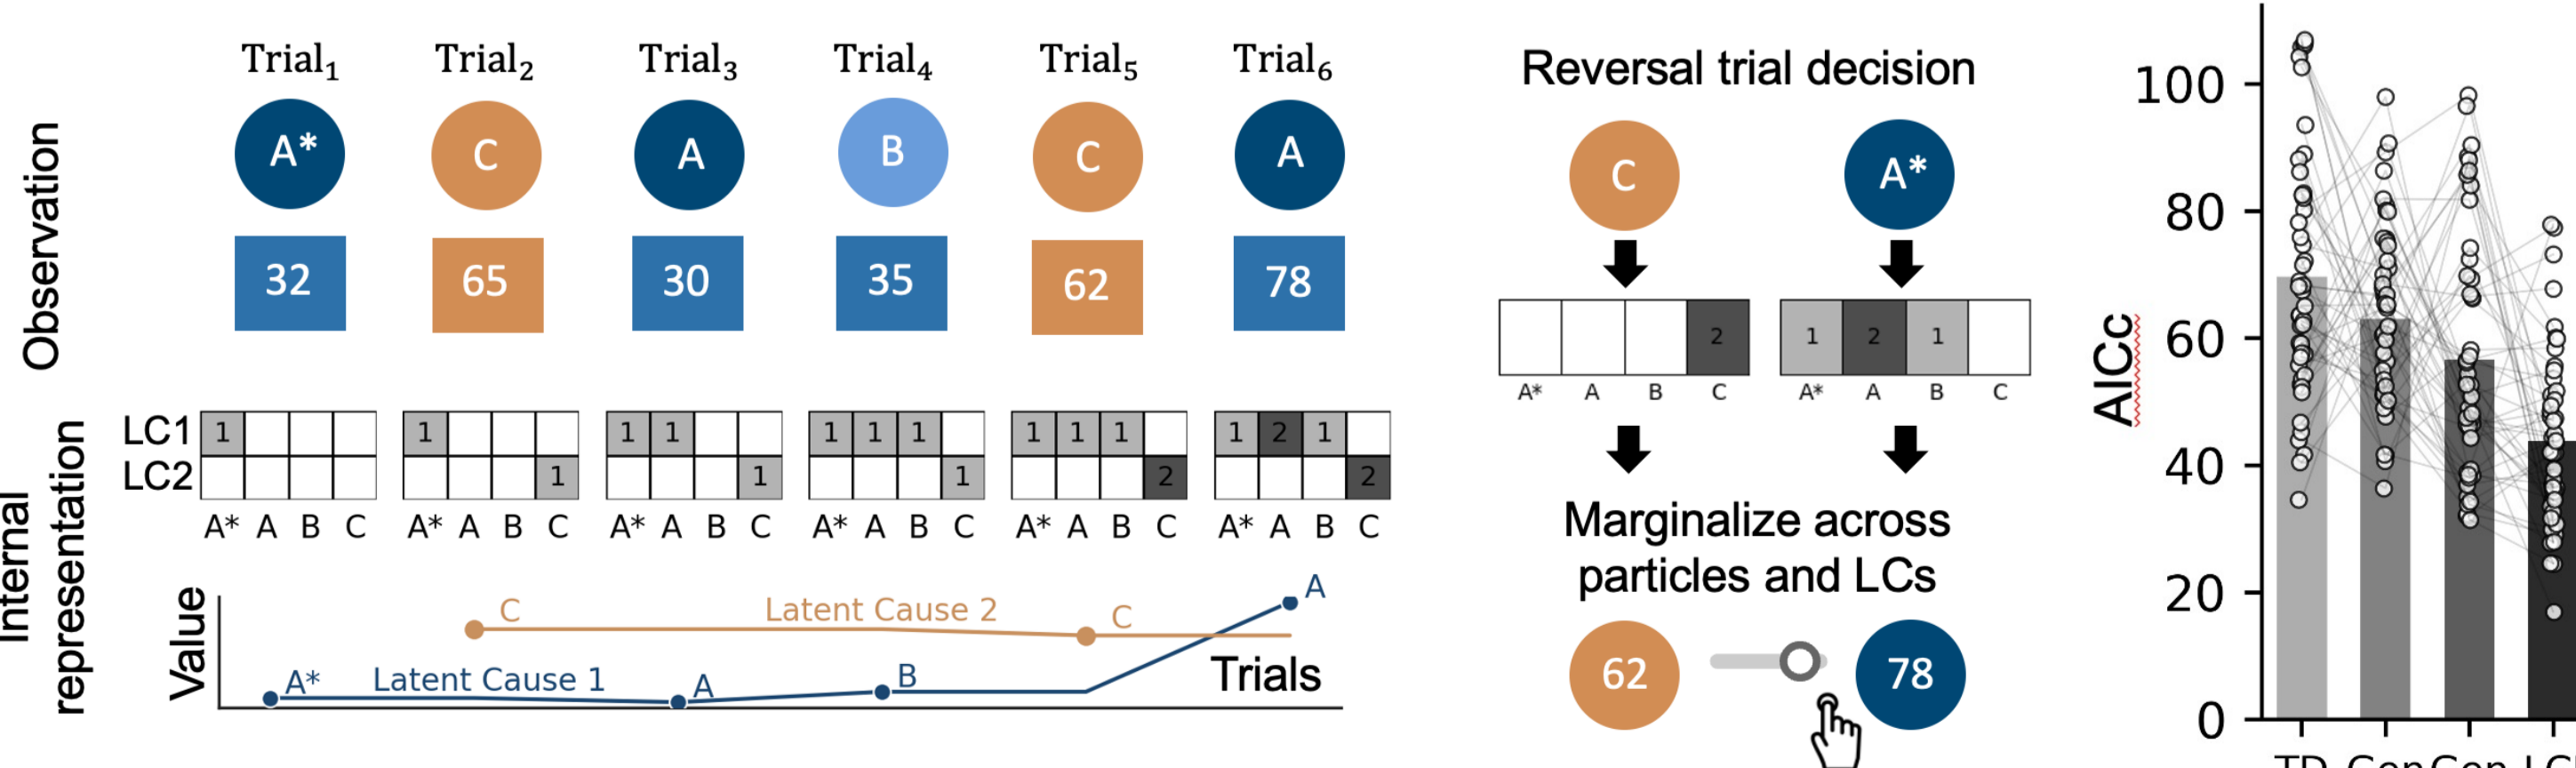 Observation
Trial₁ Trial₂ Trial₃ Trial₄ Trial₅ Trial₆
A* C A B C A
32 65 30 35 62 78
Internal
representation
LC1 1 1 1 1 1 1 1 1 1 1 1 2 1
LC2 1 1 1 2 2
A* A B C A* A B C A* A B C A* A B C A* A B C A* A B C
Value
C Latent Cause 2 C A
A* Latent Cause 1 A B
Trials
Reversal trial decision
C A*
2 1 2 1
A* A B C A* A B C
Marginalize across
particles and LCs
62 78
AICc
100
80
60
40
20
0